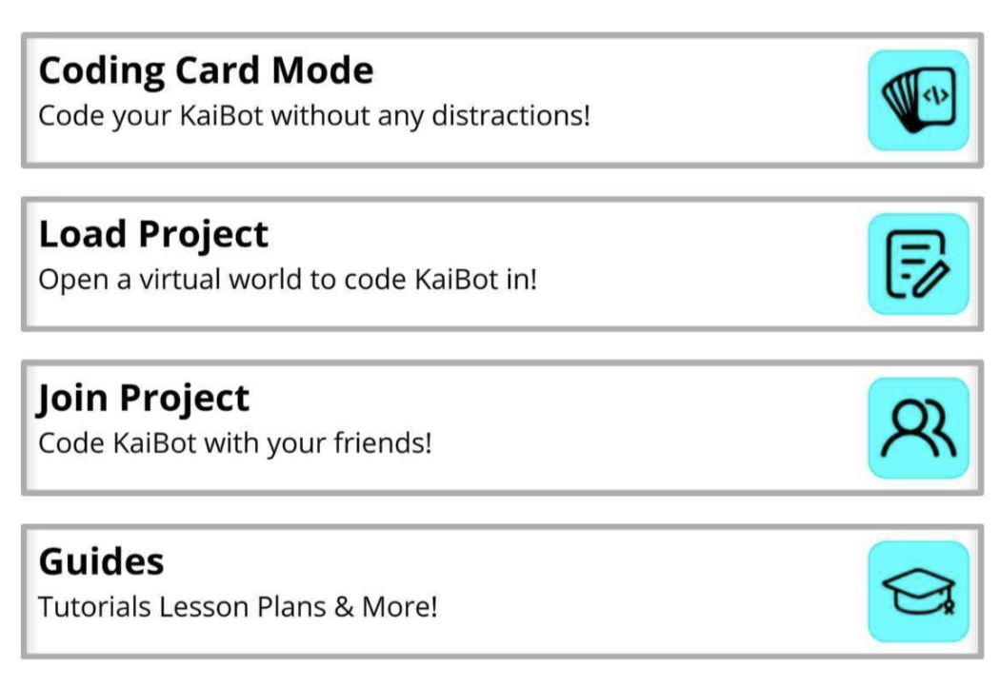 Coding Card Mode
Code your KaiBot without any distractions!
</>
Load Project
Open a virtual world to code KaiBot in!
Join Project
Code KaiBot with your friends!
Guides
Tutorials Lesson Plans & More!